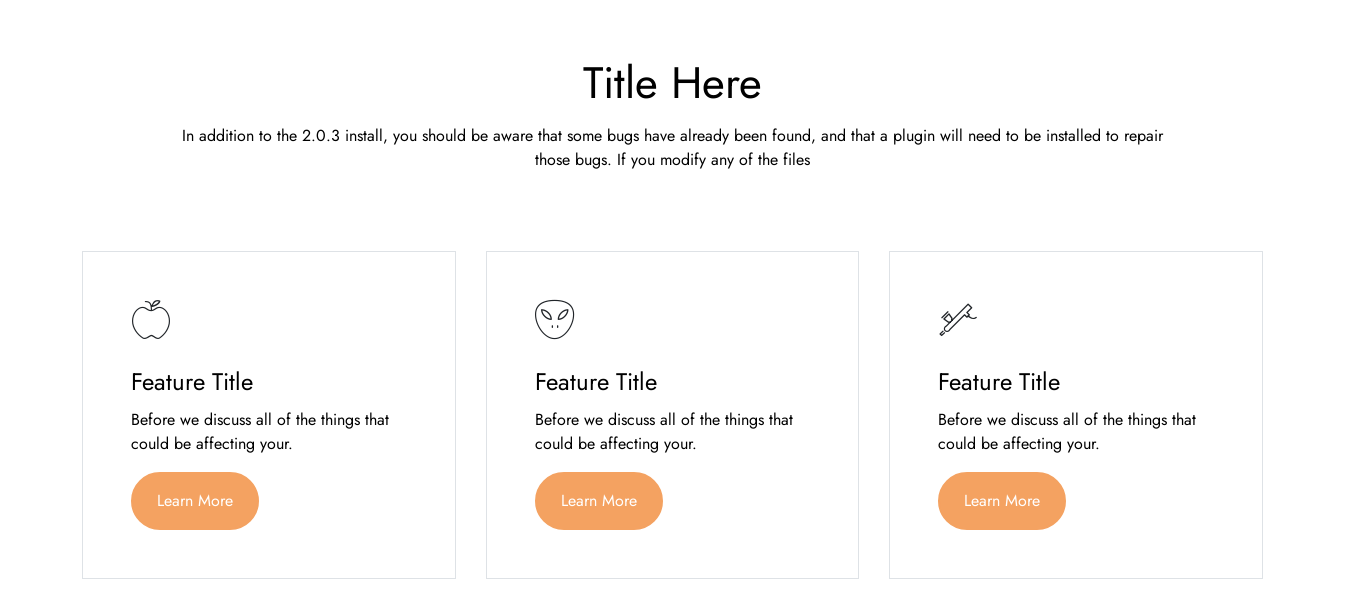 Title Here
In addition to the 2.0.3 install, you should be aware that some bugs have already been found, and that a plugin will need to be installed to repair
those bugs. If you modify any of the files
Feature Title
Before we discuss all of the things that
could be affecting your.
Learn More
Feature Title
Before we discuss all of the things that
could be affecting your.
Learn More
Feature Title
Before we discuss all of the things that
could be affecting your.
Learn More